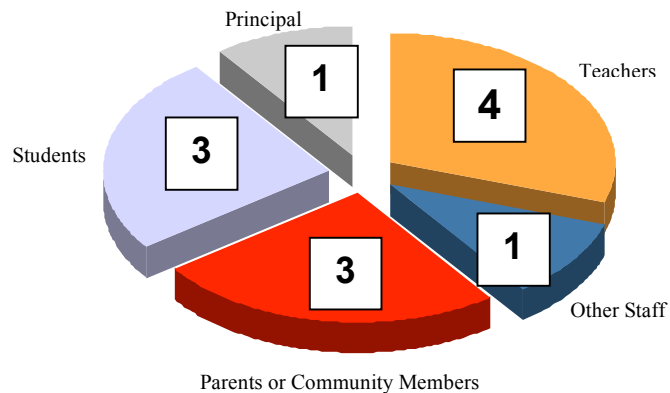 Principal
Teachers
1
4
Students
3
3
1
Other Staff
Parents or Community Members